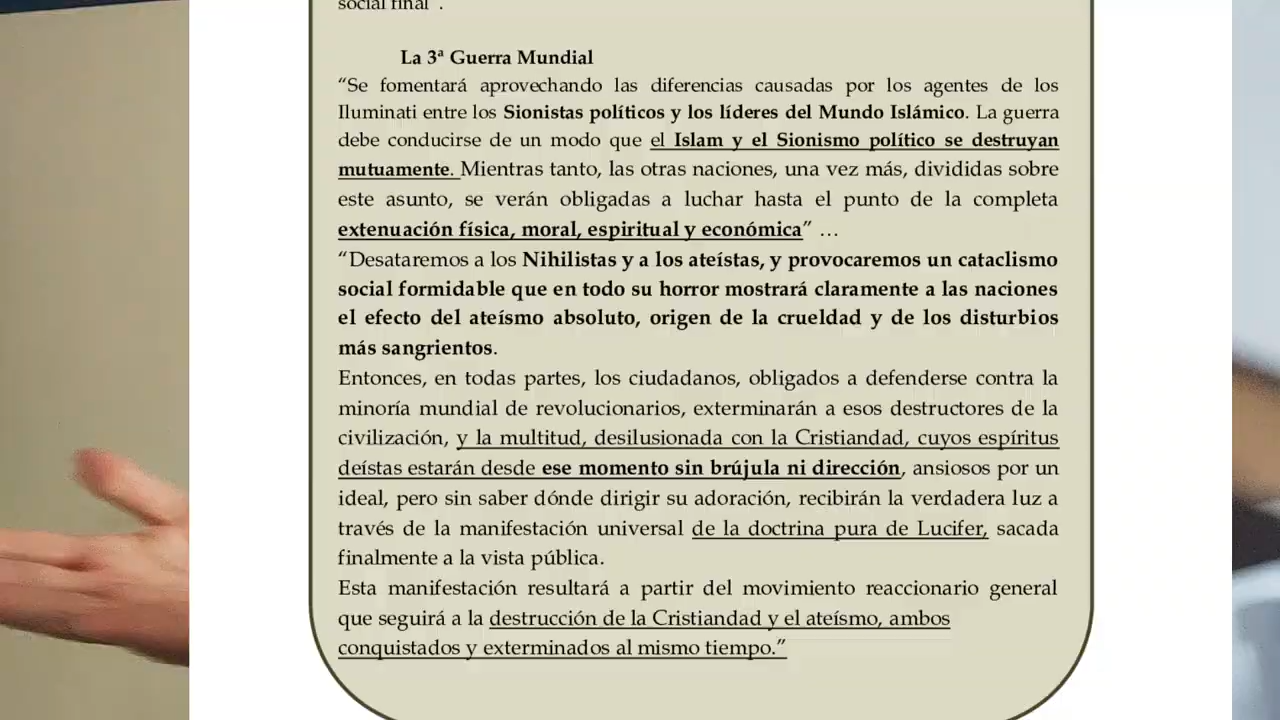 social final”.
La 3ª Guerra Mundial
“Se fomentará aprovechando las diferencias causadas por los agentes de los
Iluminati entre los Sionistas políticos y los líderes del Mundo Islámico. La guerra
debe conducirse de un modo que el Islam y el Sionismo político se destruyan
mutuamente. Mientras tanto, las otras naciones, una vez más, divididas sobre
este asunto, se verán obligadas a luchar hasta el punto de la completa
extenuación física, moral, espiritual y económica” …
“Desataremos a los Nihilistas y a los ateístas, y provocaremos un cataclismo
social formidable que en todo su horror mostrará claramente a las naciones
el efecto del ateísmo absoluto, origen de la crueldad y de los disturbios
más sangrientos.
Entonces, en todas partes, los ciudadanos, obligados a defenderse contra la
minoría mundial de revolucionarios, exterminarán a esos destructores de la
civilización, y la multitud, desilusionada con la Cristiandad, cuyos espíritus
deístas estarán desde ese momento sin brújula ni dirección, ansiosos por un
ideal, pero sin saber dónde dirigir su adoración, recibirán la verdadera luz a
través de la manifestación universal de la doctrina pura de Lucifer, sacada
finalmente a la vista pública.
Esta manifestación resultará a partir del movimiento reaccionario general
que seguirá a la destrucción de la Cristiandad y el ateísmo, ambos
conquistados y exterminados al mismo tiempo.”